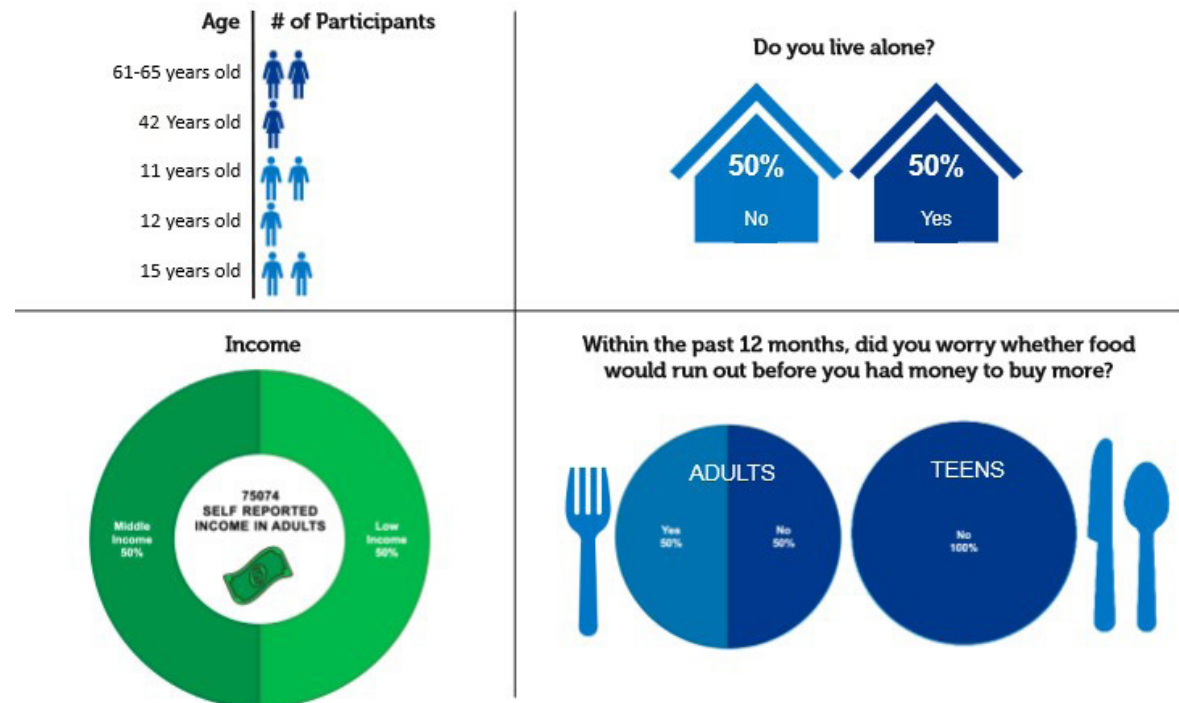 Age # of Participants
61-65 years old
42 Years old
11 years old
12 years old
15 years old
Do you live alone?
50%
No
50%
Yes
Income
75074
SELF REPORTED
INCOME IN ADULTS
Middle
Income
50%
Low
Income
50%
Within the past 12 months, did you worry whether food
would run out before you had money to buy more?
ADULTS
Yes
50%
No
50%
TEENS
No
100%